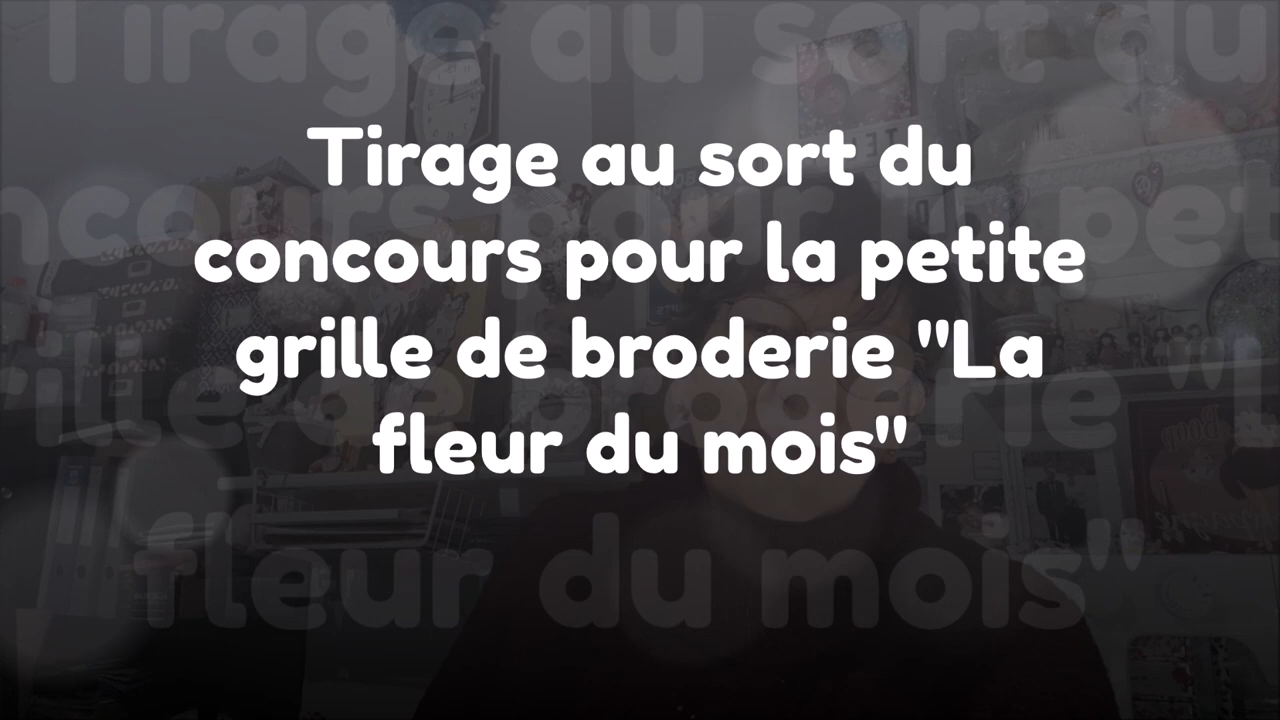 Tirage au sort du
concours pour la petite
grille de broderie "La
fleur du mois"